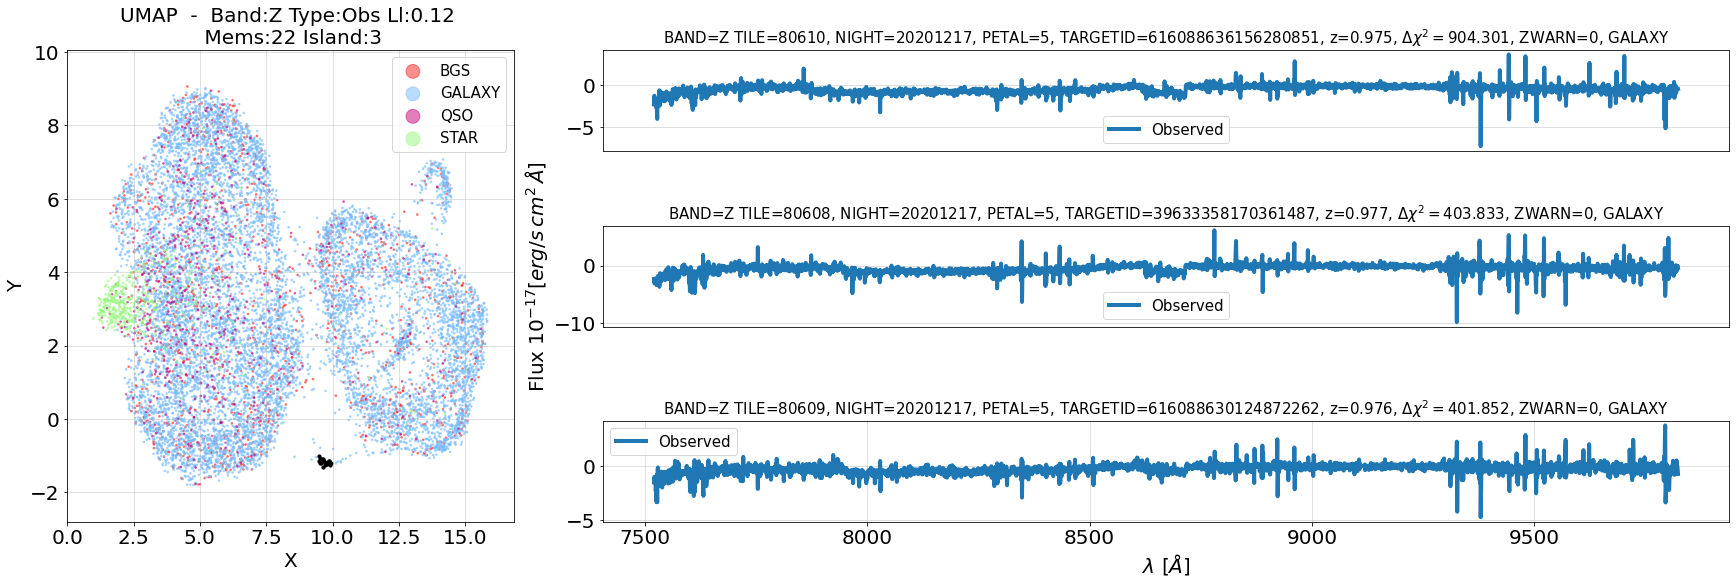 UMAP - Band:Z Type:Obs Ll:0.12
Mems:22 Island:3
10
8
6
4
2
0
−2
Y
0.0 2.5 5.0 7.5 10.0 12.5 15.0
X
BGS
GALAXY
QSO
STAR
Flux 10⁻¹⁷[erg/s cm² Å]
BAND=Z TILE=80610, NIGHT=20201217, PETAL=5, TARGETID=616088636156280851, z=0.975, Δχ² = 904.301, ZWARN=0, GALAXY
0
−5
Observed
BAND=Z TILE=80608, NIGHT=20201217, PETAL=5, TARGETID=39633358170361487, z=0.977, Δχ² = 403.833, ZWARN=0, GALAXY
0
−10
Observed
BAND=Z TILE=80609, NIGHT=20201217, PETAL=5, TARGETID=616088630124872262, z=0.976, Δχ² = 401.852, ZWARN=0, GALAXY
Observed
0
−5
7500 8000 8500 9000 9500
λ [Å]